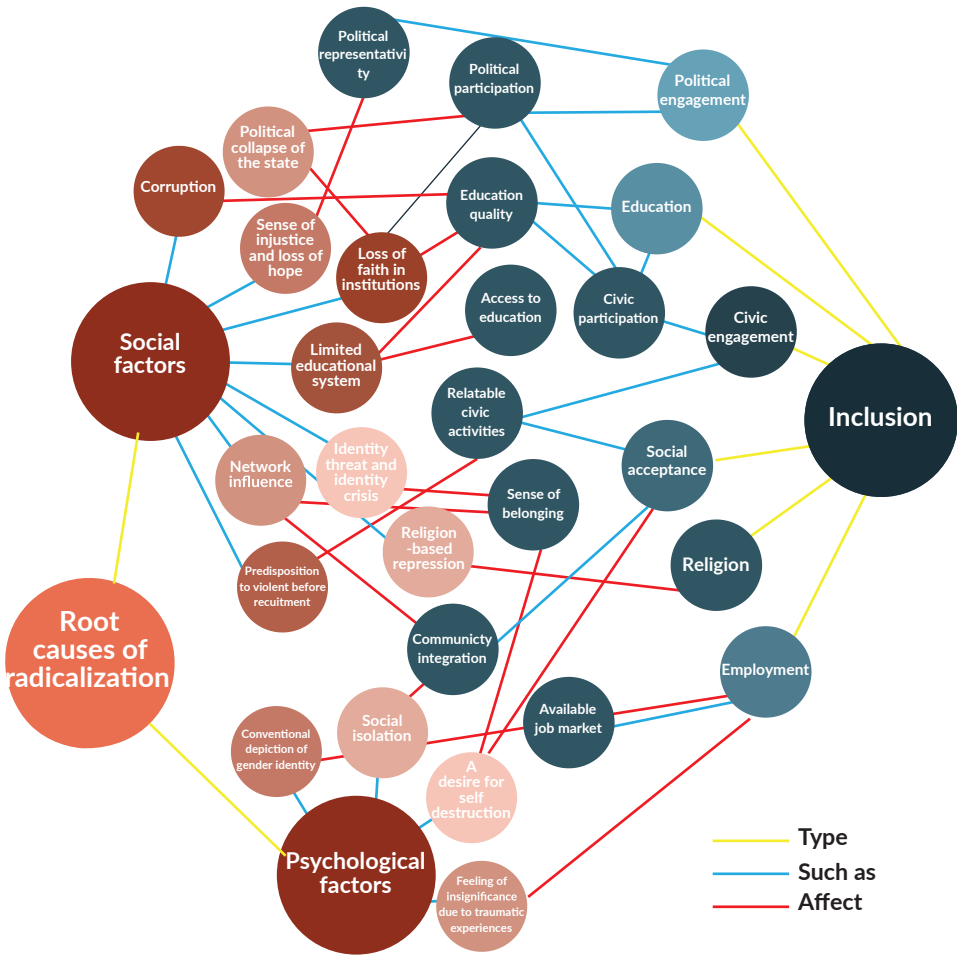 Political
representativi
ty
Political
participation
Political
engagement
Political
collapse of
the state
Corruption
Education
quality
Education
Sense of
injustice
and loss of
hope
Loss of
faith in
institutions
Access to
education
Civic
participation
Civic
engagement
Social
factors
Limited
educational
system
Relatable
civic
activities
Inclusion
Network
influence
Identity
threat and
identity
crisis
Social
acceptance
Sense of
belonging
Religion
-based
repression
Religion
Predisposition
to violent before
recuitment
Root
causes of
radicalization
Communicty
integration
Employment
Social
isolation
Available
job market
Conventional
depiction of
gender identity
A
desire for
self
destruction
Psychological
factors
Feeling of
insignificance
due to traumatic
experiences
Type
Such as
Affect